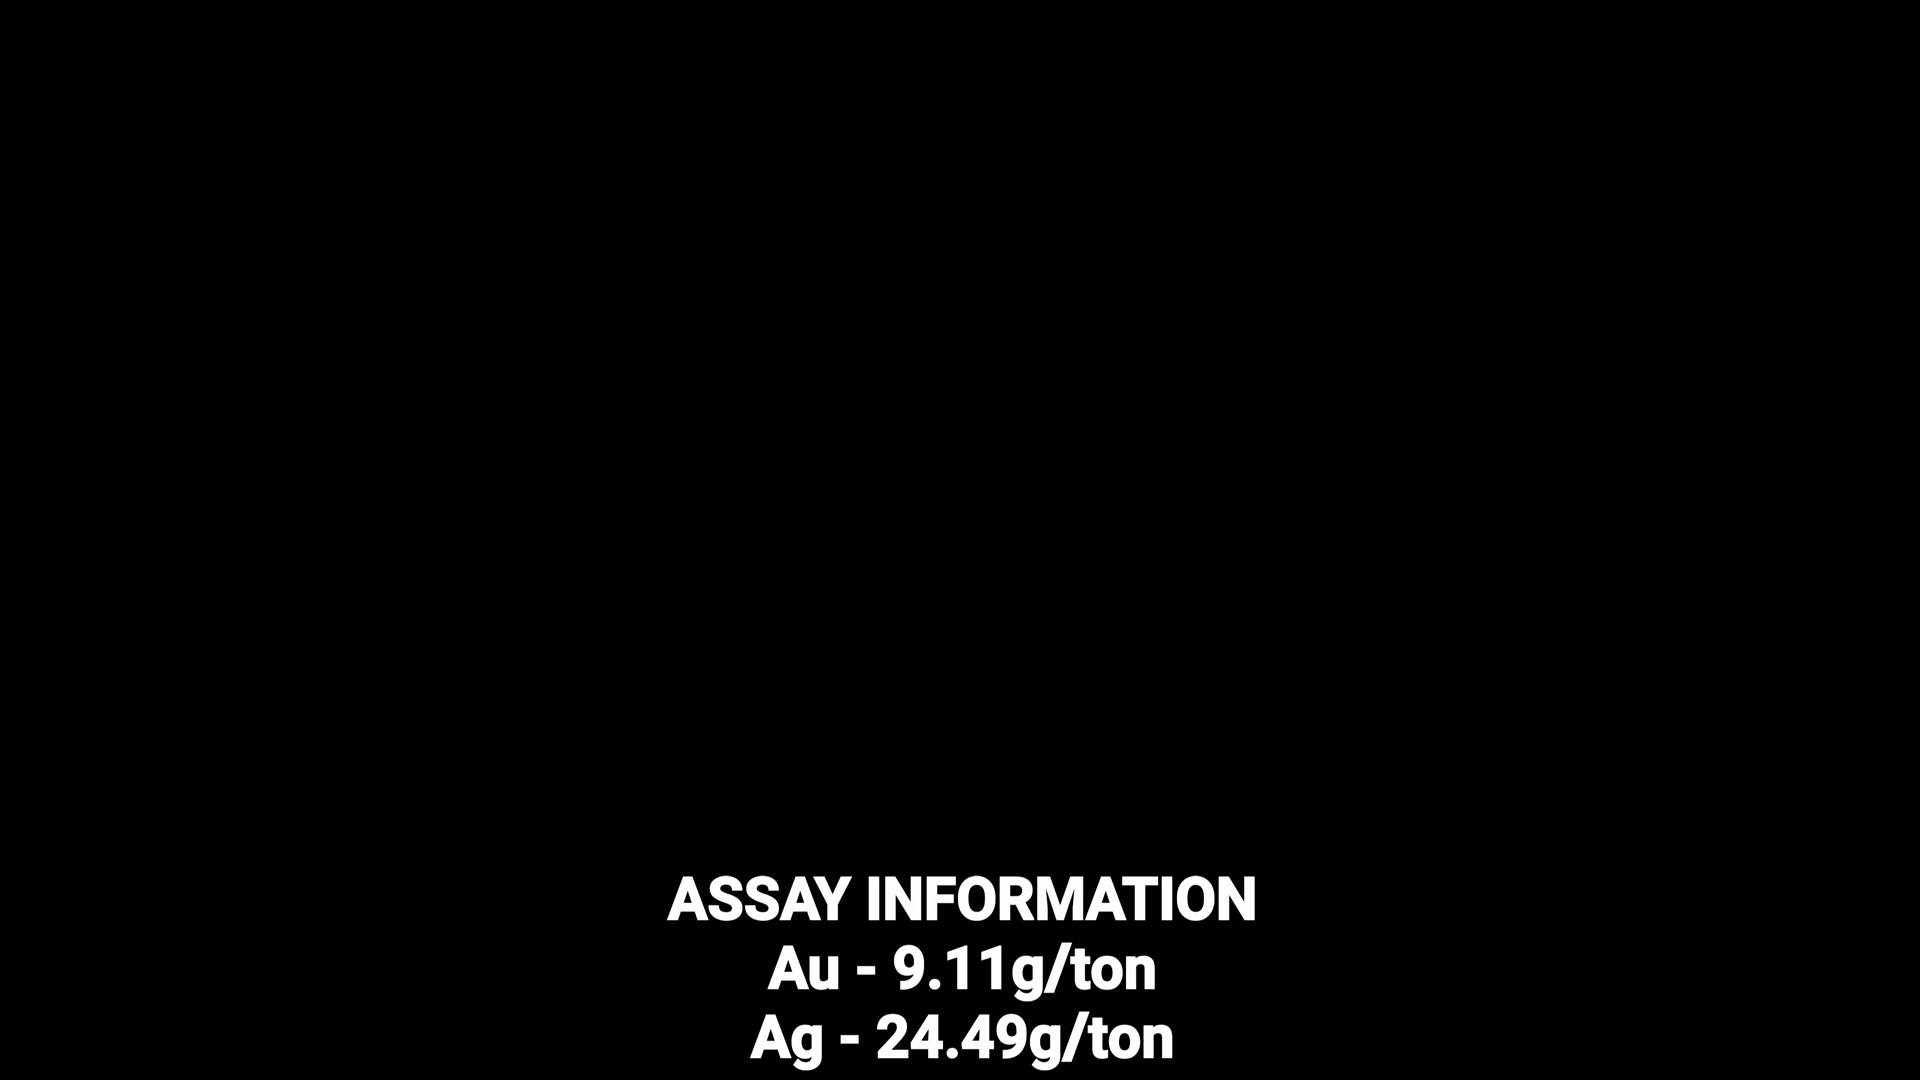 ASSAY INFORMATION
Au - 9.11g/ton
Ag - 24.49g/ton